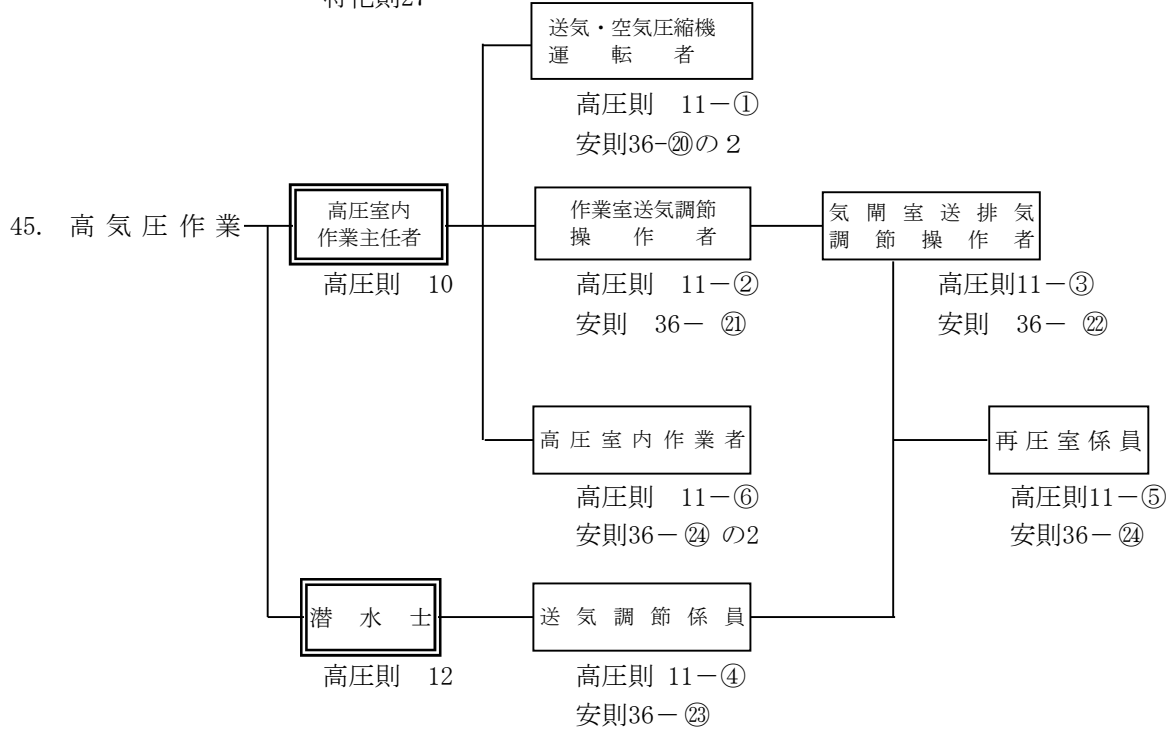 送気・空気圧縮機
運転者
高圧則 11－①
安則36-⑳の２
45. 高気圧作業
高圧室内
作業主任者
高圧則 10
作業室送気調節
操作者
高圧則 11－②
安則 36－ ㉑
気閘室送排気
調節操作者
高圧則11－③
安則 36－ ㉒
高圧室内作業者
高圧則 11－⑥
安則36－㉔ の2
再圧室係員
高圧則11－⑤
安則36－㉔
潜水士
高圧則 12
送気調節係員
高圧則 11－④
安則36－㉓